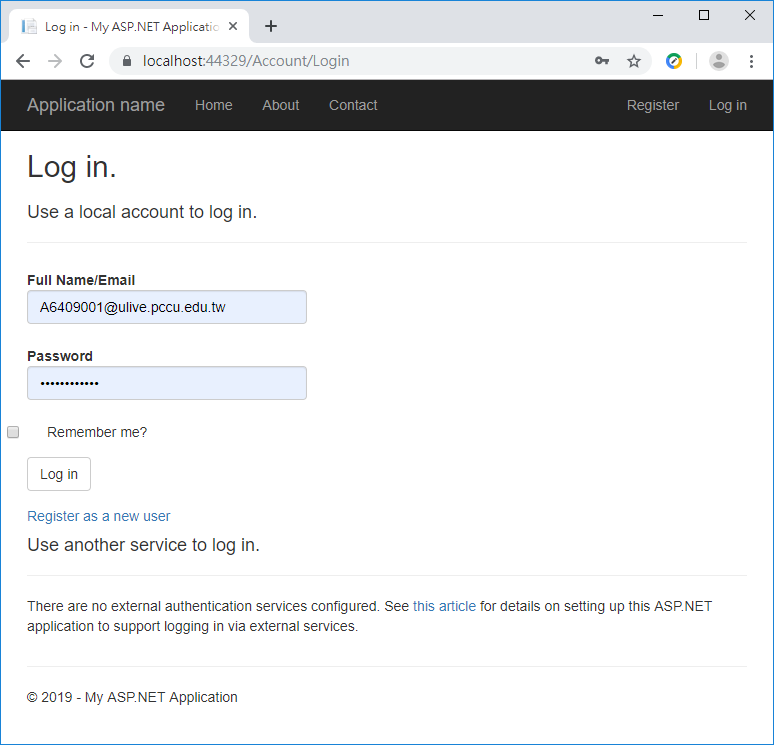 Log in - My ASP.NET Applicatio
localhost:44329/Account/Login
Application name Home About Contact Register Log in
Log in.
Use a local account to log in.
Full Name/Email
A6409001@ulive.pccu.edu.tw
Password
••••••••••••
Remember me?
Log in
Register as a new user
Use another service to log in.
There are no external authentication services configured. See this article for details on setting up this ASP.NET
application to support logging in via external services.
© 2019 - My ASP.NET Application